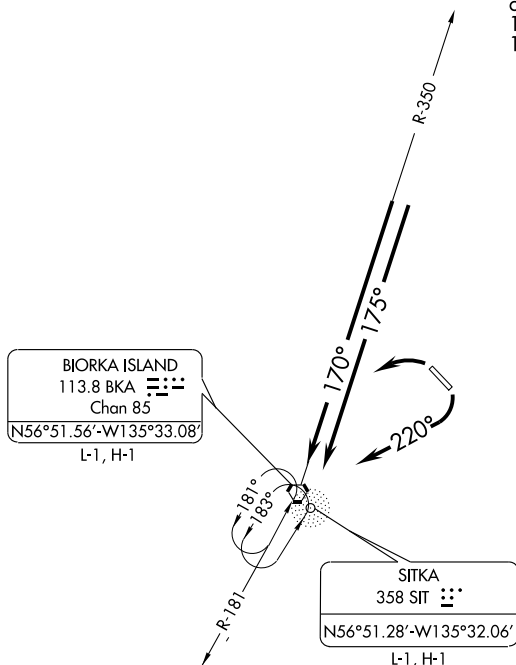 R-350
170°
175°
220°
BIORKA ISLAND
113.8 BKA
Chan 85
N56°51.56'-W135°33.08'
L-1, H-1
181°
183°
R-181
SITKA
358 SIT
N56°51.28'-W135°32.06'
L-1, H-1